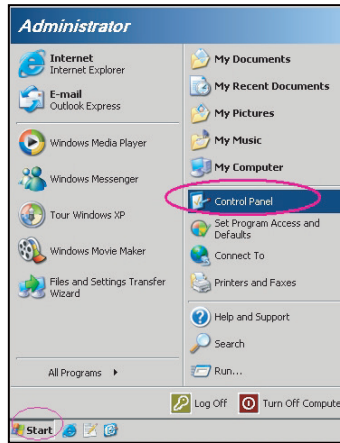 Administrator
Internet
Internet Explorer
E-mail
Outlook Express
Windows Media Player
Windows Messenger
Tour Windows XP
Windows Movie Maker
Files and Settings Transfer
Wizard
All Programs
My Documents
My Recent Documents
My Pictures
My Music
My Computer
Control Panel
Set Program Access and
Defaults
Connect To
Printers and Faxes
Help and Support
Search
Run...
Log Off
Turn Off Compute
Start